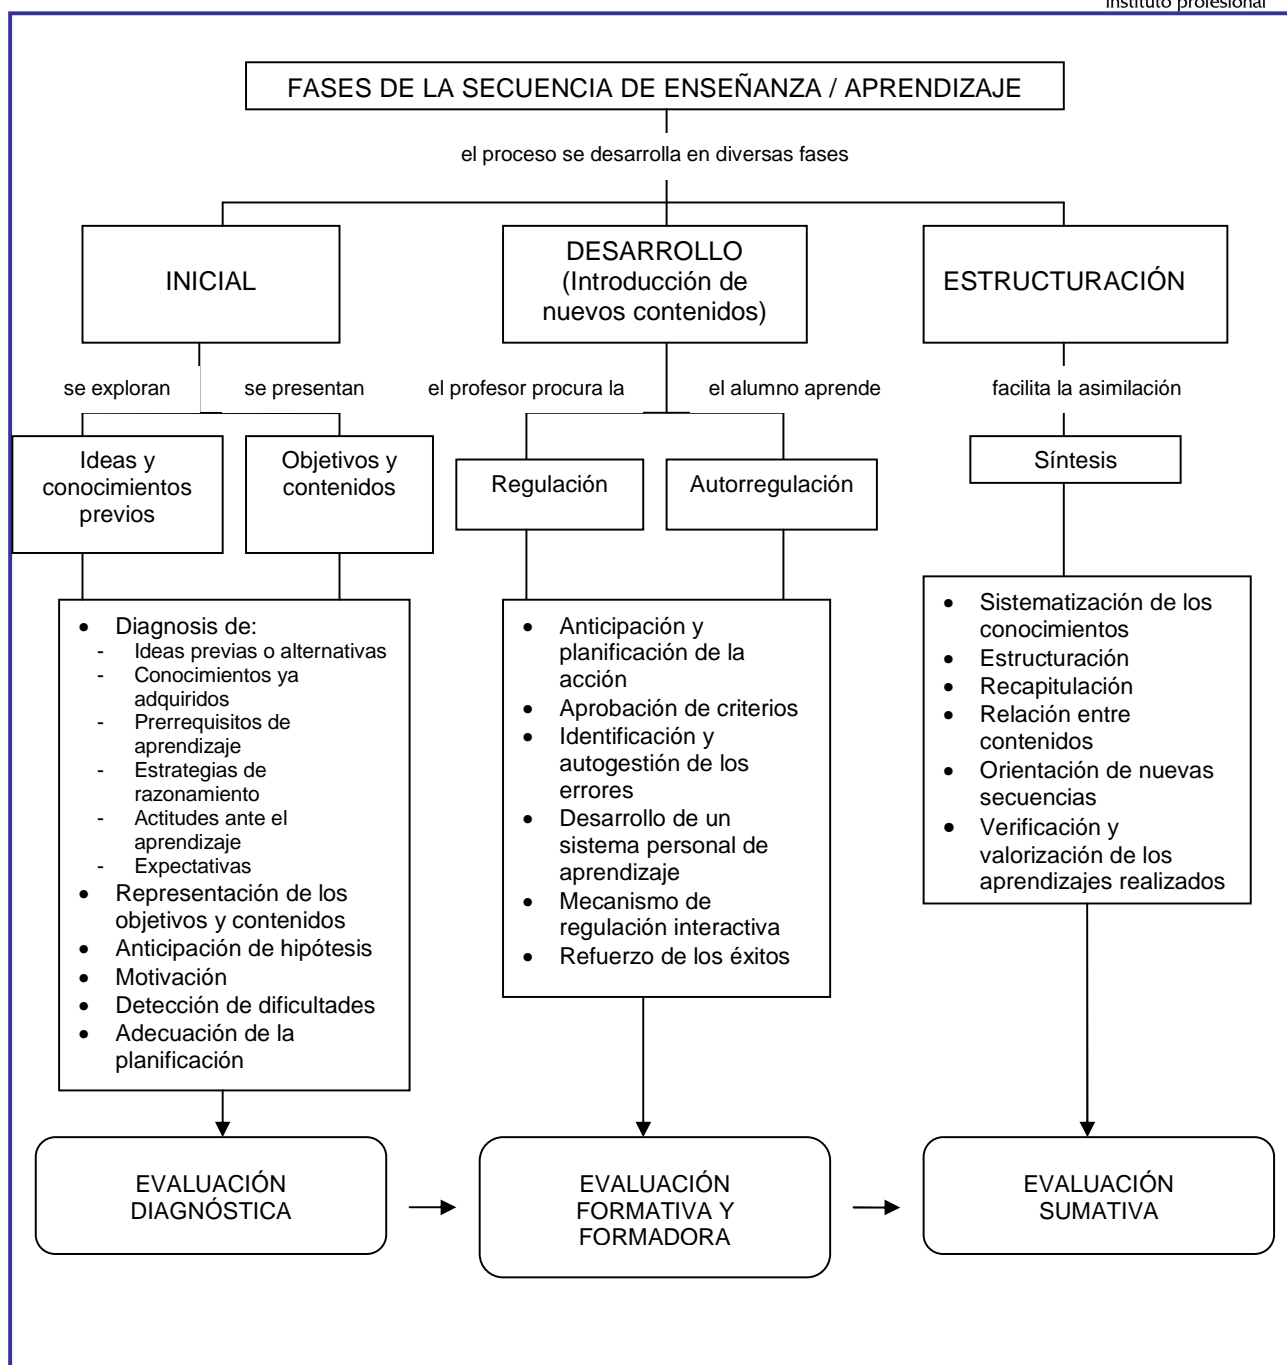 Instituto profesional
FASES DE LA SECUENCIA DE ENSEÑANZA / APRENDIZAJE
el proceso se desarrolla en diversas fases
INICIAL
DESARROLLO
(Introducción de
nuevos contenidos)
ESTRUCTURACIÓN
se exploran
se presentan
el profesor procura la
el alumno aprende
facilita la asimilación
Ideas y
conocimientos
previos
Objetivos y
contenidos
Regulación
Autorregulación
Síntesis
• Diagnosis de:
- Ideas previas o alternativas
- Conocimientos ya
adquiridos
- Prerrequisitos de
aprendizaje
- Estrategias de
razonamiento
- Actitudes ante el
aprendizaje
- Expectativas
• Representación de los
objetivos y contenidos
• Anticipación de hipótesis
• Motivación
• Detección de dificultades
• Adecuación de la
planificación
• Anticipación y
planificación de la
acción
• Aprobación de criterios
• Identificación y
autogestión de los
errores
• Desarrollo de un
sistema personal de
aprendizaje
• Mecanismo de
regulación interactiva
• Refuerzo de los éxitos
• Sistematización de los
conocimientos
• Estructuración
• Recapitulación
• Relación entre
contenidos
• Orientación de nuevas
secuencias
• Verificación y
valorización de los
aprendizajes realizados
EVALUACIÓN
DIAGNÓSTICA
EVALUACIÓN
FORMATIVA Y
FORMADORA
EVALUACIÓN
SUMATIVA